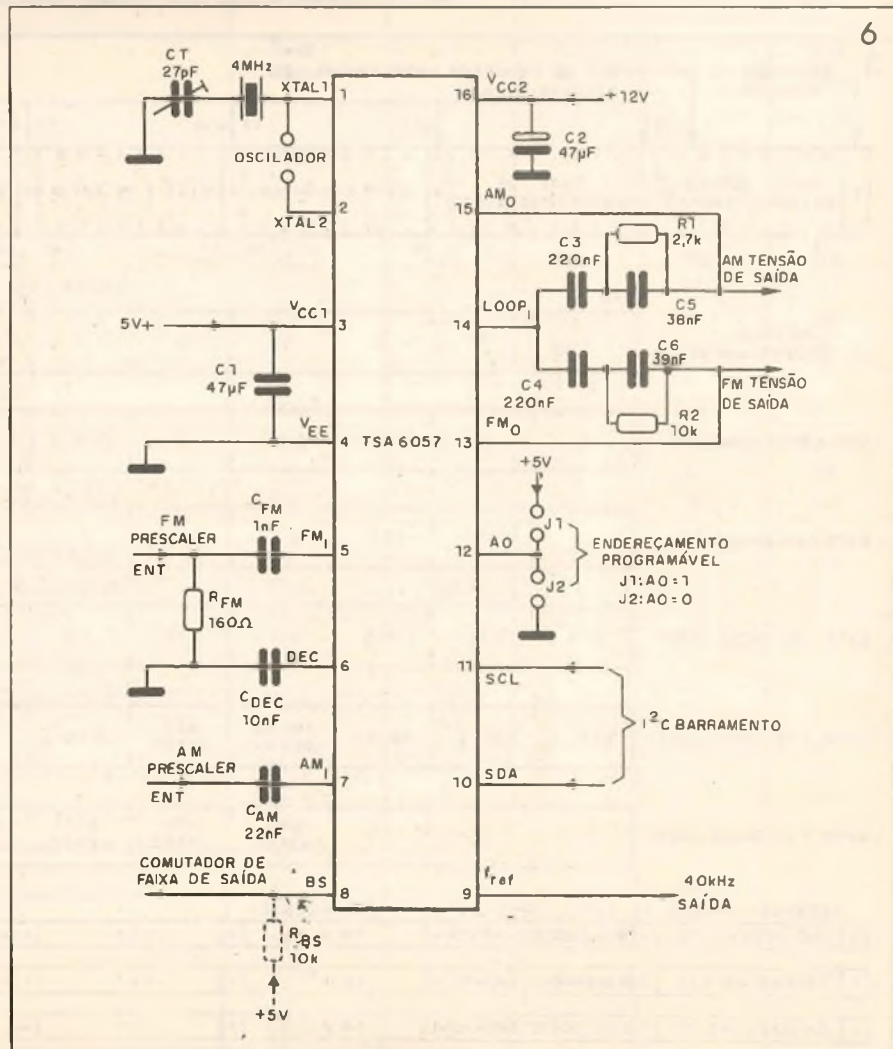 6
CT
27pF
4MHz
XTAL1
1
OSCILADOR
2
XTAL2
VCC1
5V+
3
C1
47µF
VEE
4
TSA6057
FM
PRESCALER
ENT
CFM
1nF
FMI
5
RFM
160Ω
DEC
6
CDEC
10nF
AM
PRESCALER
ENT
AMI
7
CAM
22nF
COMUTADOR DE
FAIXA DE SAÍDA
BS
8
RBS
10k
+5V
VCC2
16
+12V
C2
47µF
AMO
15
R1
2,7k
C3
220nF
AM TENSÃO
DE SAÍDA
LOOPI
14
C5
38nF
C6
39nF
C4
220nF
FM TENSÃO
DE SAÍDA
R2
10k
13
FMO
+5V
J1
12
AO
ENDEREÇAMENTO
PROGRAMÁVEL
J1:AO=1
J2:AO=0
J2
11
SCL
I²C BARRAMENTO
10
SDA
fref
9
40kHz
SAÍDA